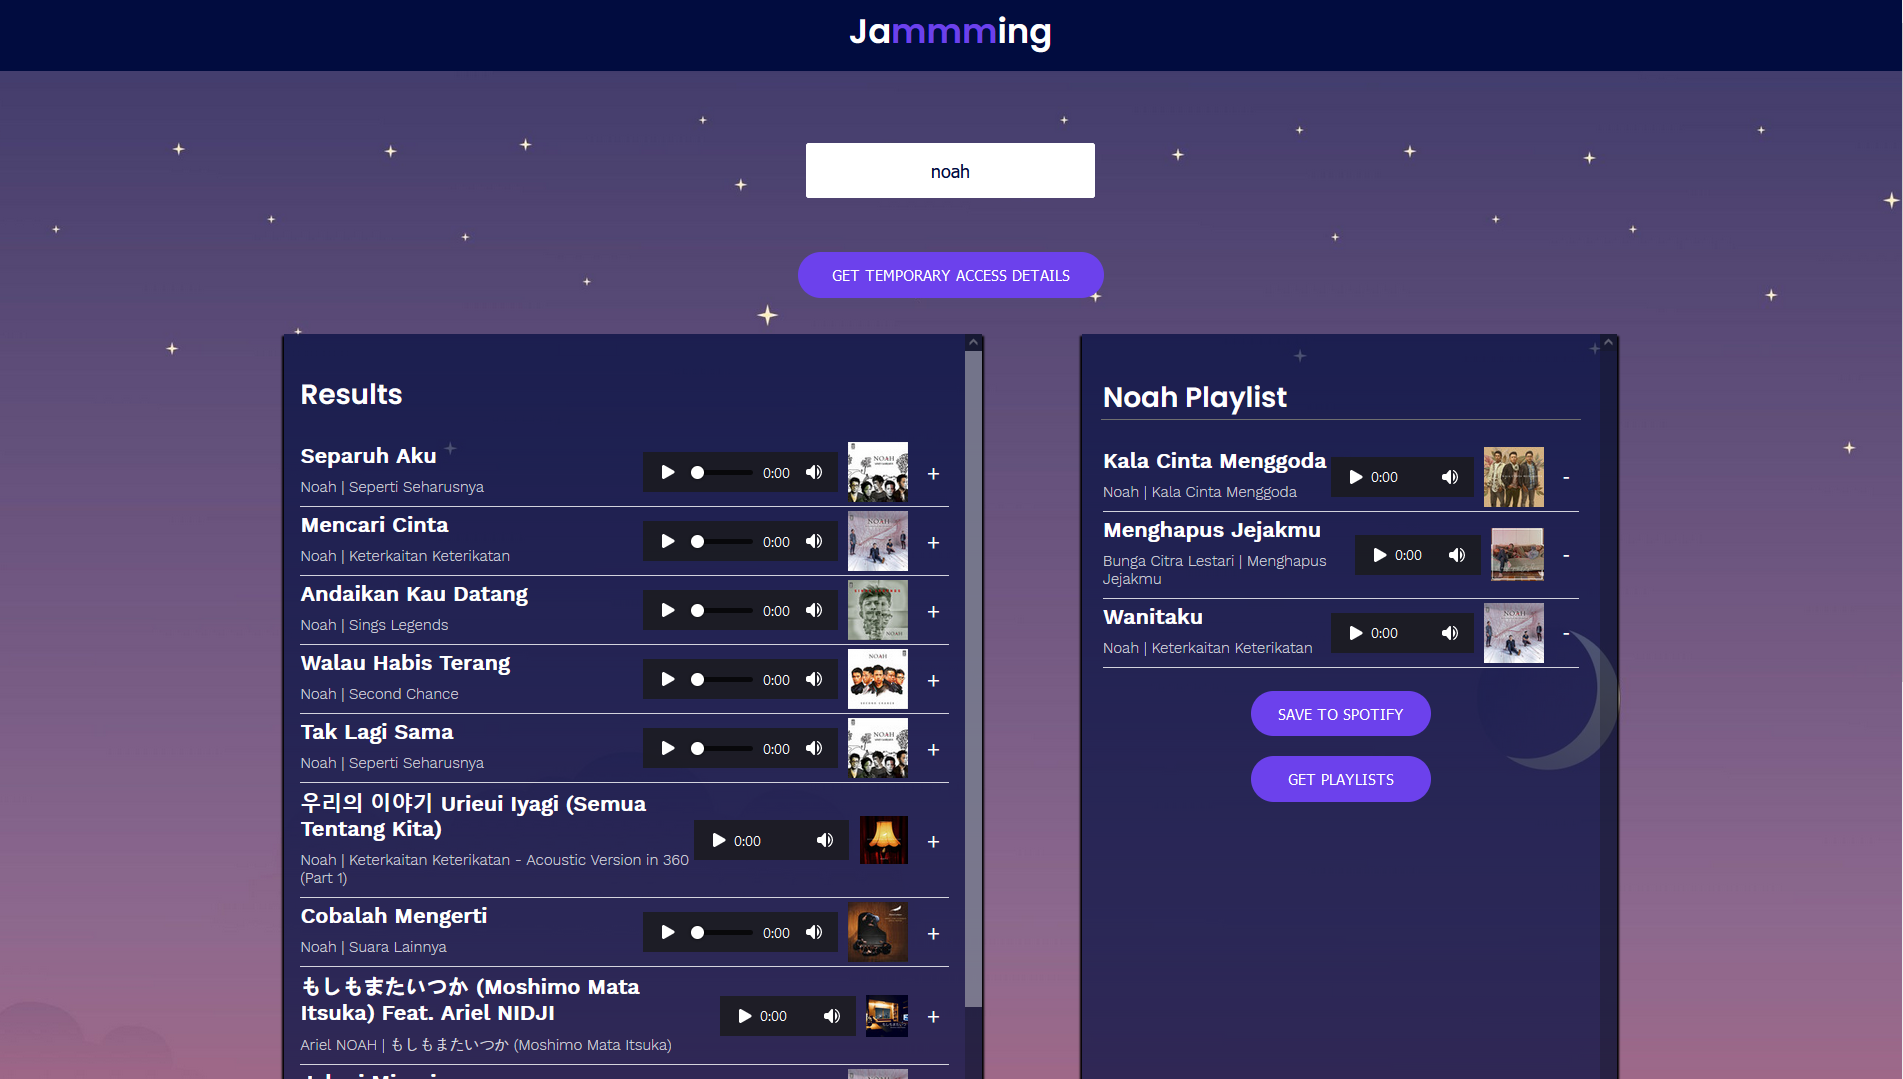 Jammming
noah
GET TEMPORARY ACCESS DETAILS
Results
Separuh Aku
Noah | Seperti Seharusnya
0:00
+
Mencari Cinta
Noah | Keterkaitan Keterikatan
0:00
+
Andaikan Kau Datang
Noah | Sings Legends
0:00
+
Walau Habis Terang
Noah | Second Chance
0:00
+
Tak Lagi Sama
Noah | Seperti Seharusnya
0:00
+
우리의 이야기 Urieui Iyagi (Semua
Tentang Kita)
Noah | Keterkaitan Keterikatan - Acoustic Version in 360
(Part 1)
0:00
+
Cobalah Mengerti
Noah | Suara Lainnya
0:00
+
もしもまたいつか (Moshimo Mata
Itsuka) Feat. Ariel NIDJI
Ariel NOAH | もしもまたいつか (Moshimo Mata Itsuka)
0:00
+
Noah Playlist
Kala Cinta Menggoda
Noah | Kala Cinta Menggoda
0:00
-
Menghapus Jejakmu
Bunga Citra Lestari | Menghapus
Jejakmu
0:00
-
Wanitaku
Noah | Keterkaitan Keterikatan
0:00
-
SAVE TO SPOTIFY
GET PLAYLISTS